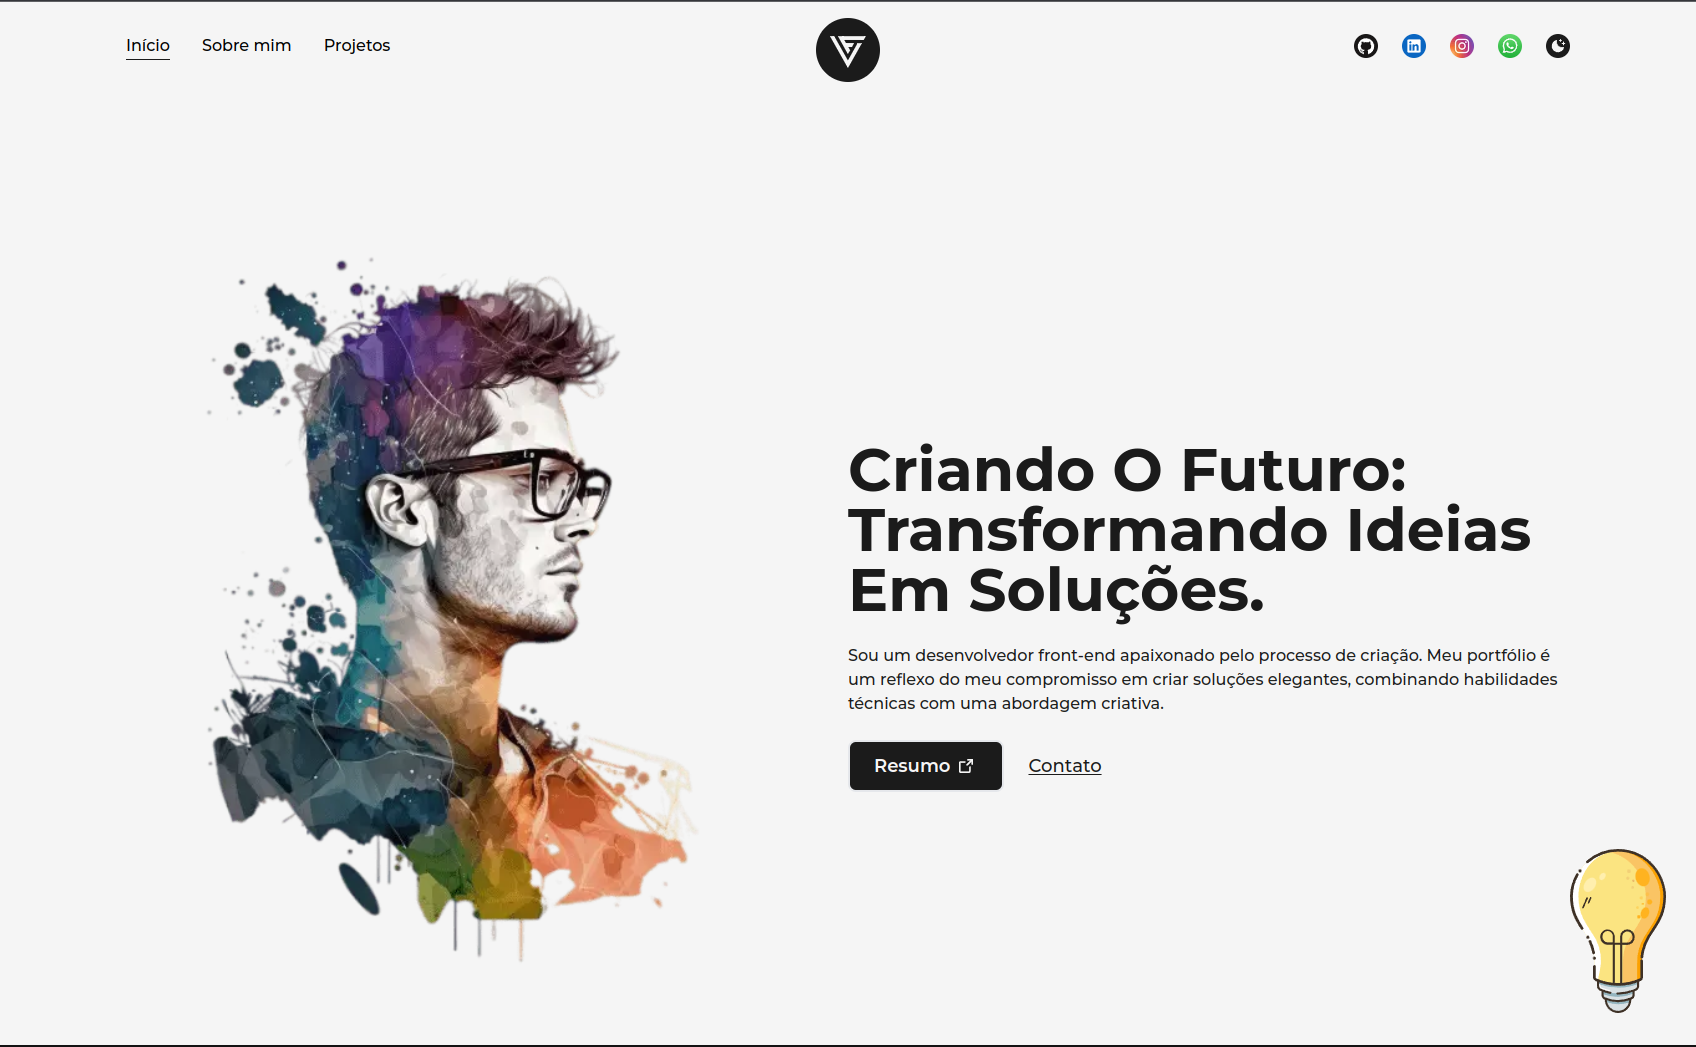 Início
Sobre mim
Projetos
Criando O Futuro:
Transformando Ideias
Em Soluções.
Sou um desenvolvedor front-end apaixonado pelo processo de criação. Meu portfólio é
um reflexo do meu compromisso em criar soluções elegantes, combinando habilidades
técnicas com uma abordagem criativa.
Resumo
Contato